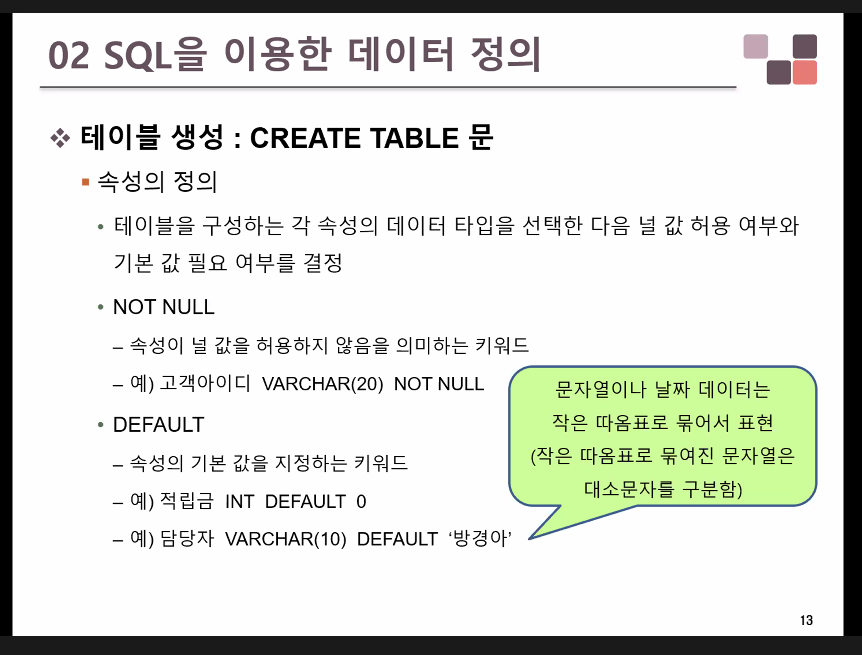 02 SQL을 이용한 데이터 정의
❖ 테이블 생성 : CREATE TABLE 문
▪ 속성의 정의
• 테이블을 구성하는 각 속성의 데이터 타입을 선택한 다음 널 값 허용 여부와
기본 값 필요 여부를 결정
• NOT NULL
– 속성이 널 값을 허용하지 않음을 의미하는 키워드
– 예) 고객아이디 VARCHAR(20) NOT NULL
• DEFAULT
– 속성의 기본 값을 지정하는 키워드
– 예) 적립금 INT DEFAULT 0
– 예) 담당자 VARCHAR(10) DEFAULT ‘방경아’
문자열이나 날짜 데이터는
작은 따옴표로 묶어서 표현
(작은 따옴표로 묶여진 문자열은
대소문자를 구분함)
13